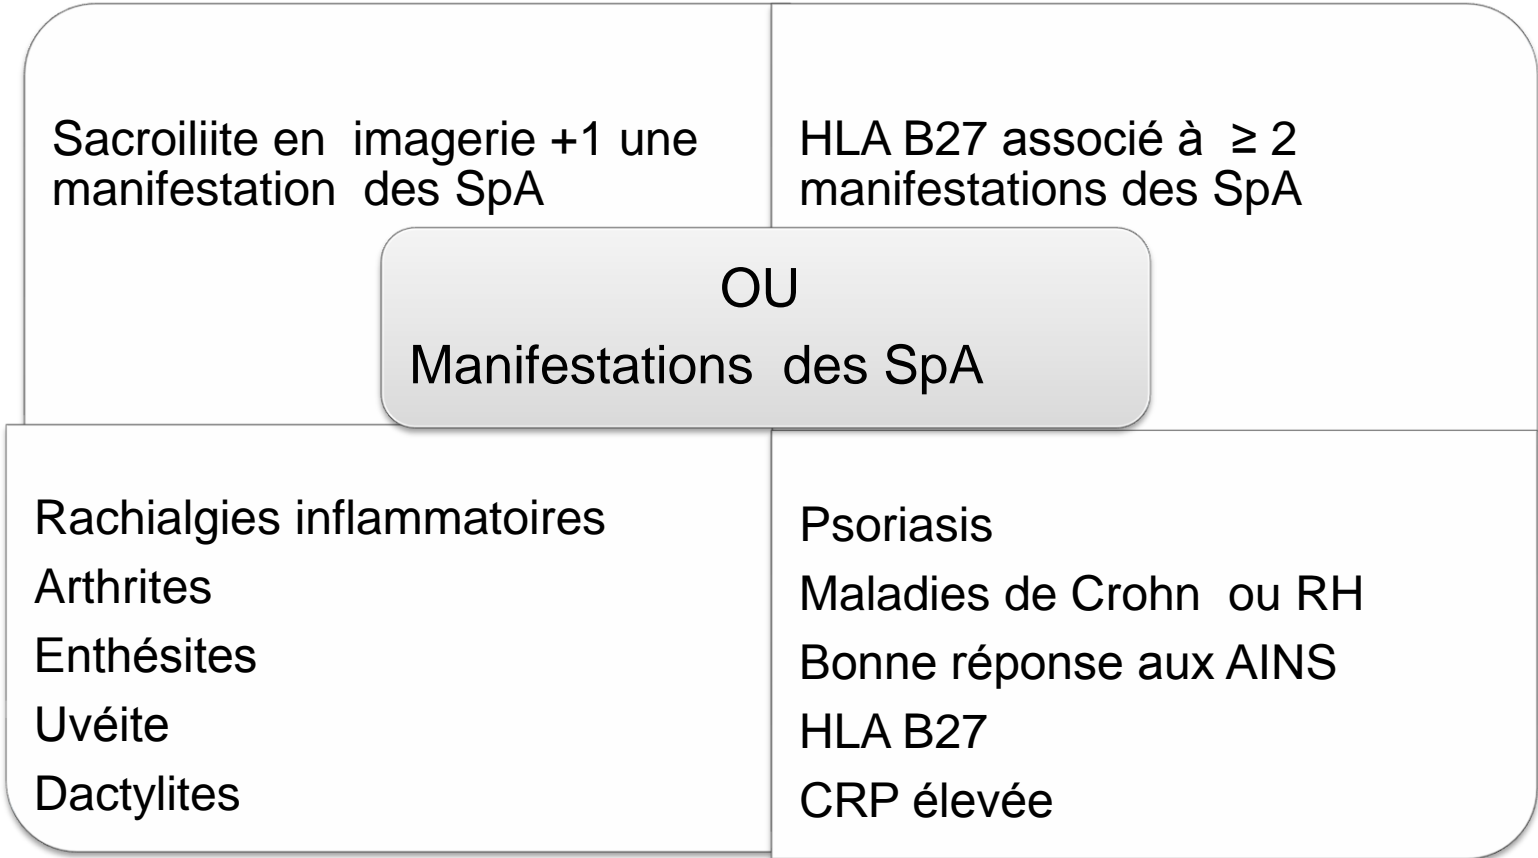 Sacroiliite en imagerie +1 une
manifestation des SpA
HLA B27 associé à ≥ 2
manifestations des SpA
OU
Manifestations des SpA
Rachialgies inflammatoires
Arthrites
Enthésites
Uvéite
Dactylites
Psoriasis
Maladies de Crohn ou RH
Bonne réponse aux AINS
HLA B27
CRP élevée